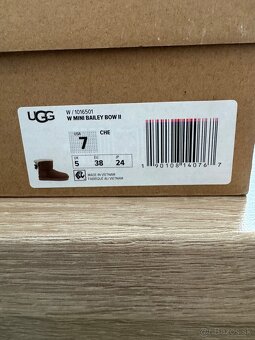 UGG
W / 1016501
W MINI BAILEY BOW II
USA
7
CHE
UK EU JP
5 38 24
MADE IN VIETNAM
FABRIQUÉ AU VIETNAM
1 90108 14076 7